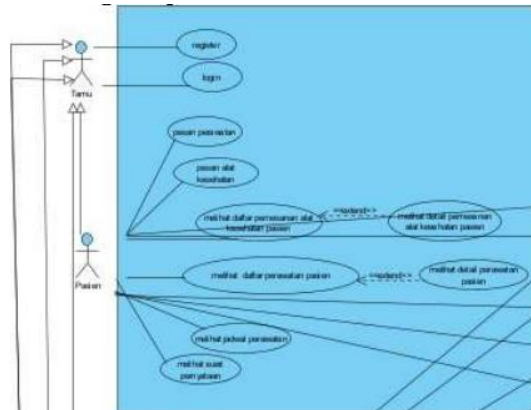 register
login
Tamu
pesan perawatan
pesan alat
kesehatan
melihat daftar pemesanan alat
kesehatan pasien
<<extend>>
melihat detail pemesanan
alat kesehatan pasien
Pasien
melihat daftar perawatan pasien
<<extend>>
melihat detail perawatan
pasien
melihat jadwal perawatan
melihat surat
pernyataan